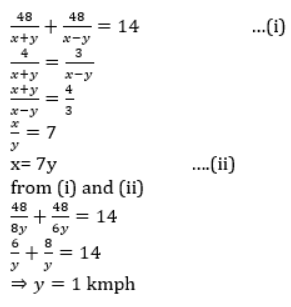 48/(x+y) + 48/(x−y) = 14 ...(i)
4/(x+y) = 3/(x−y)
(x+y)/(x−y) = 4/3
x/y = 7
x= 7y ....(ii)
from (i) and (ii)
48/8y + 48/6y = 14
6/y + 8/y = 14
⇒ y = 1 kmph